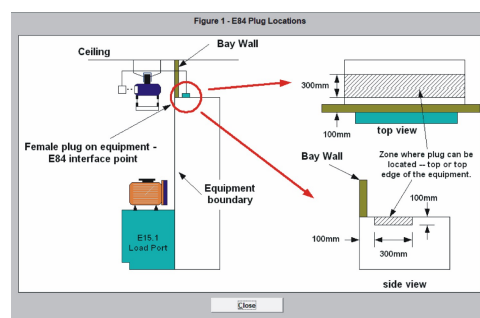 Figure 1 - E84 Plug Locations
Ceiling
Bay Wall
300mm
100mm
top view
Female plug on equipment -
E84 interface point
Zone where plug can be
located -- top or top
edge of the equipment.
Bay Wall
Equipment
boundary
100mm
100mm
300mm
E15.1
Load Port
side view
Close